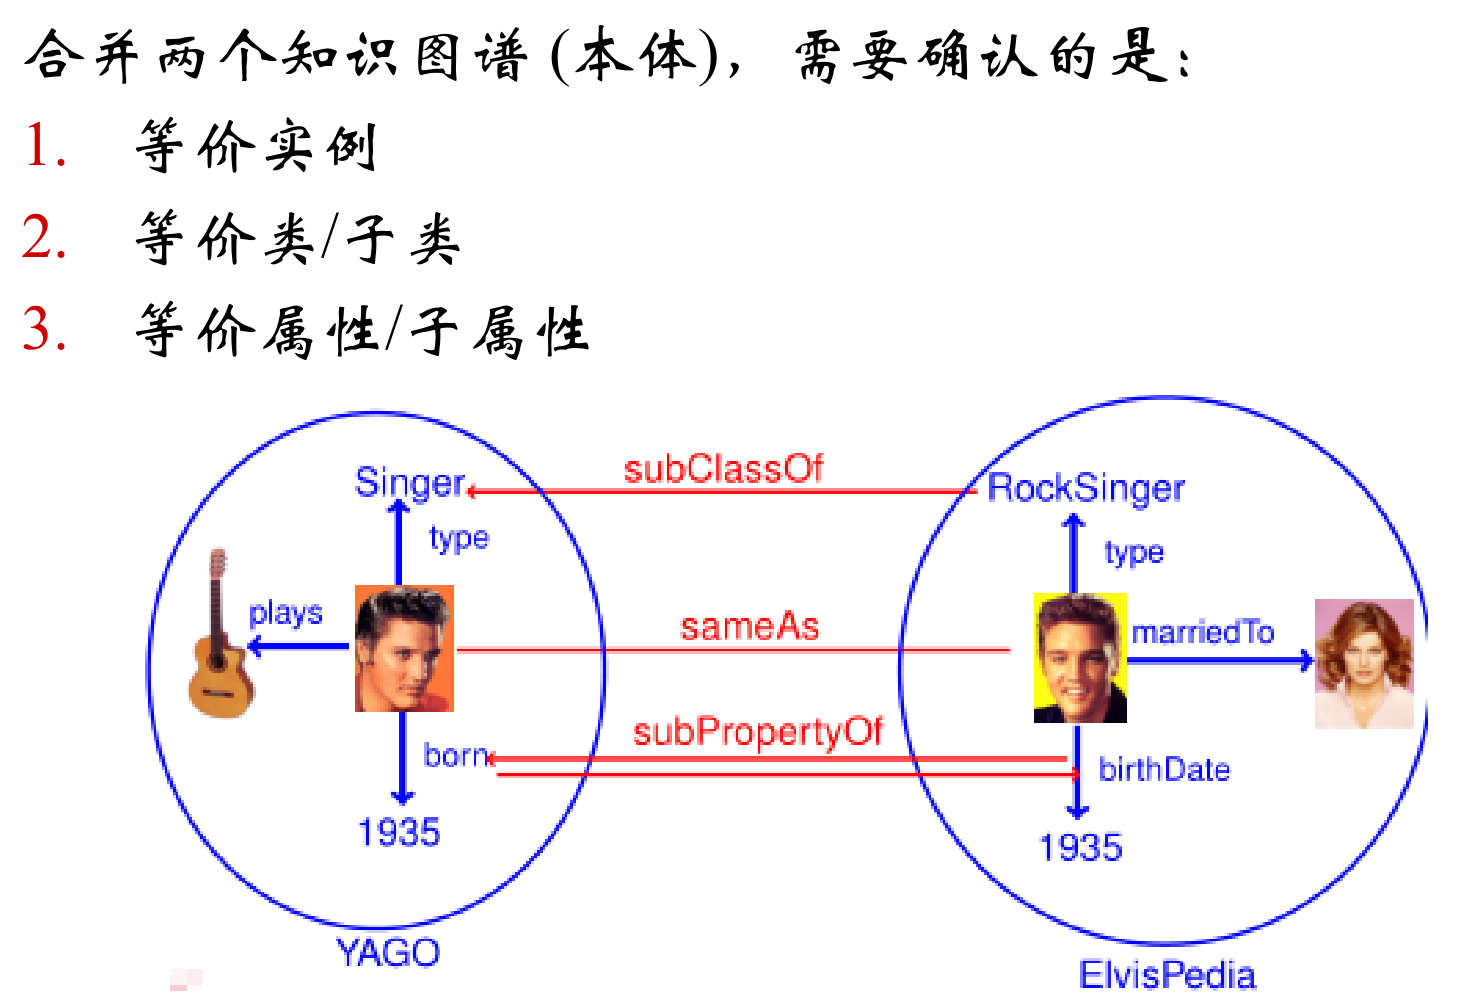 合并两个知识图谱(本体)，需要确认的是：
1. 等价实例
2. 等价类/子类
3. 等价属性/子属性
Singer subClassOf RockSinger
type type
plays sameAs marriedTo
born subPropertyOf birthDate
1935 1935
YAGO ElvisPedia